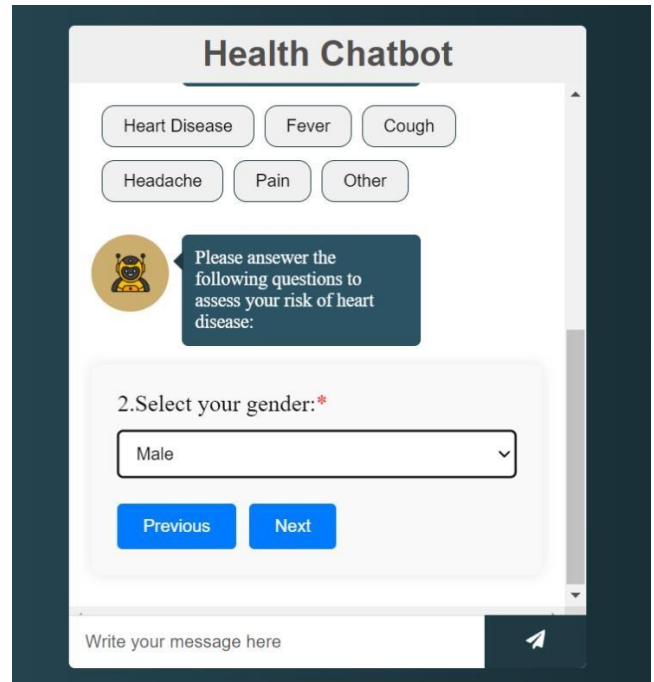 Health Chatbot
Heart Disease Fever Cough
Headache Pain Other
Please ansewer the
following questions to
assess your risk of heart
disease:
2.Select your gender:*
Male
Previous Next
Write your message here